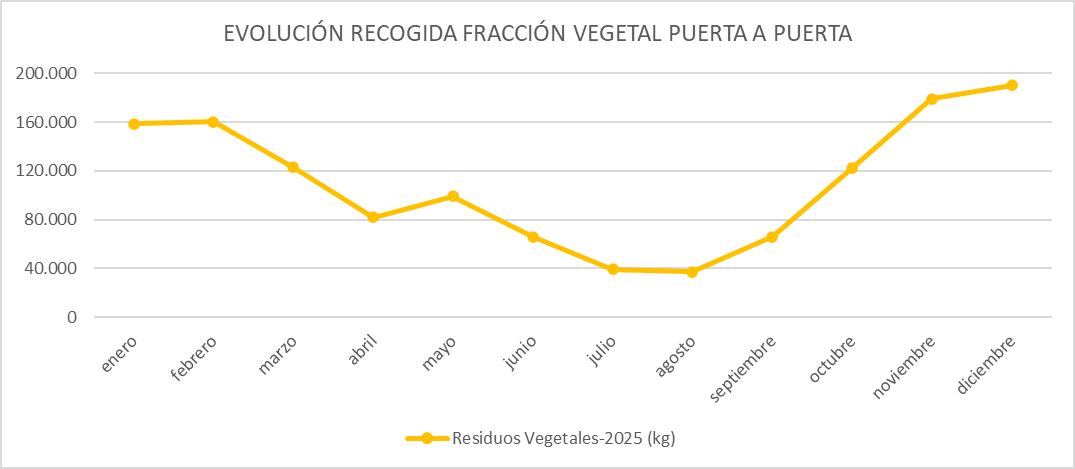 EVOLUCIÓN RECOGIDA FRACCIÓN VEGETAL PUERTA A PUERTA
200.000
160.000
120.000
80.000
40.000
0
enero
febrero
marzo
abril
mayo
junio
julio
agosto
septiembre
octubre
noviembre
diciembre
Residuos Vegetales-2025 (kg)